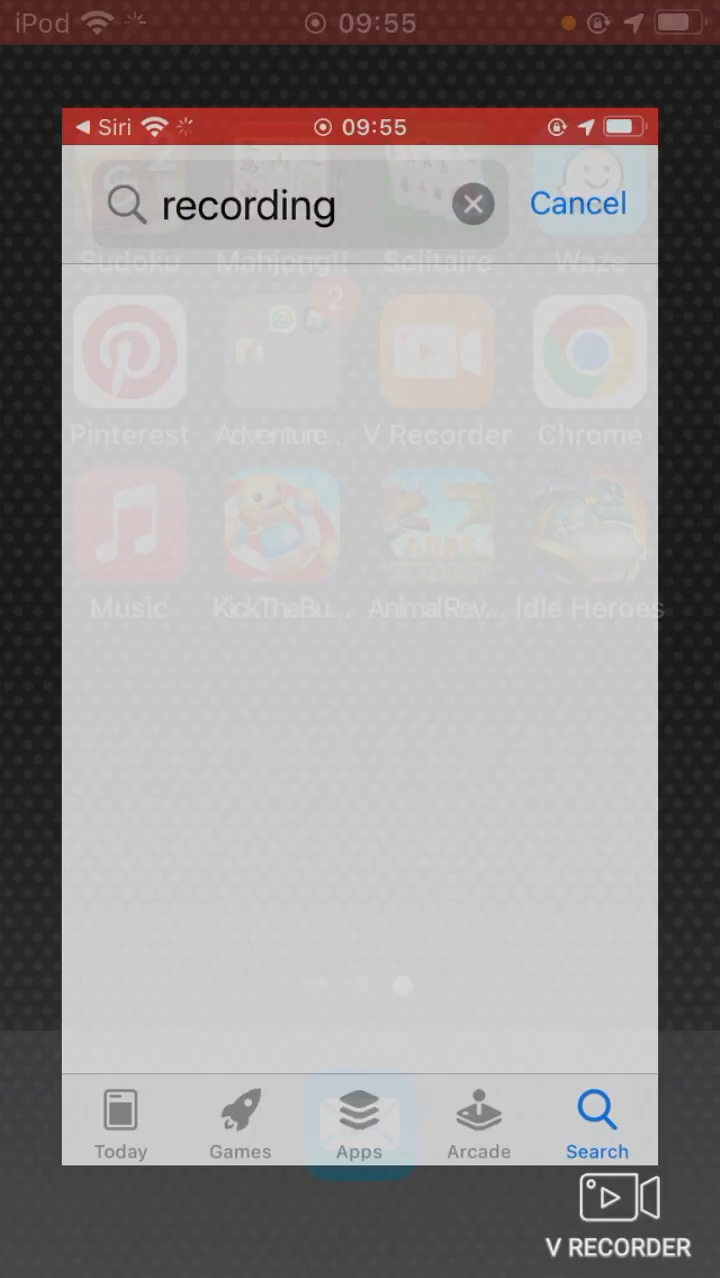 iPod 09:55
Siri 09:55
recording Cancel
Sudoku Mahjong!! Solitaire Waze
2
Pinterest Adventure... V Recorder Chrome
Music KickTheBu... AnimalRev... Idle Heroes
Today Games Apps Arcade Search
V RECORDER